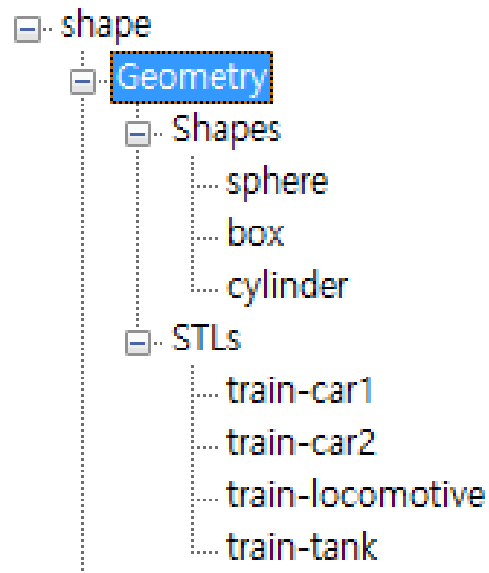 shape
Geometry
Shapes
sphere
box
cylinder
STLs
train-car1
train-car2
train-locomotive
train-tank